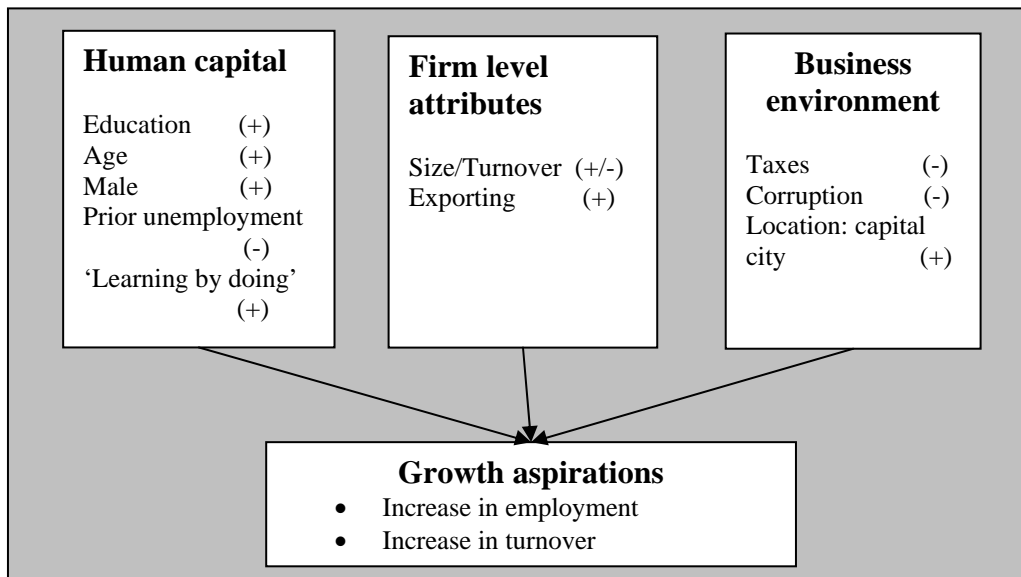 Human capital
Education (+)
Age (+)
Male (+)
Prior unemployment
(-)
‘Learning by doing’
(+)
Firm level
attributes
Size/Turnover (+/-)
Exporting (+)
Business
environment
Taxes (-)
Corruption (-)
Location: capital
city (+)
Growth aspirations
• Increase in employment
• Increase in turnover